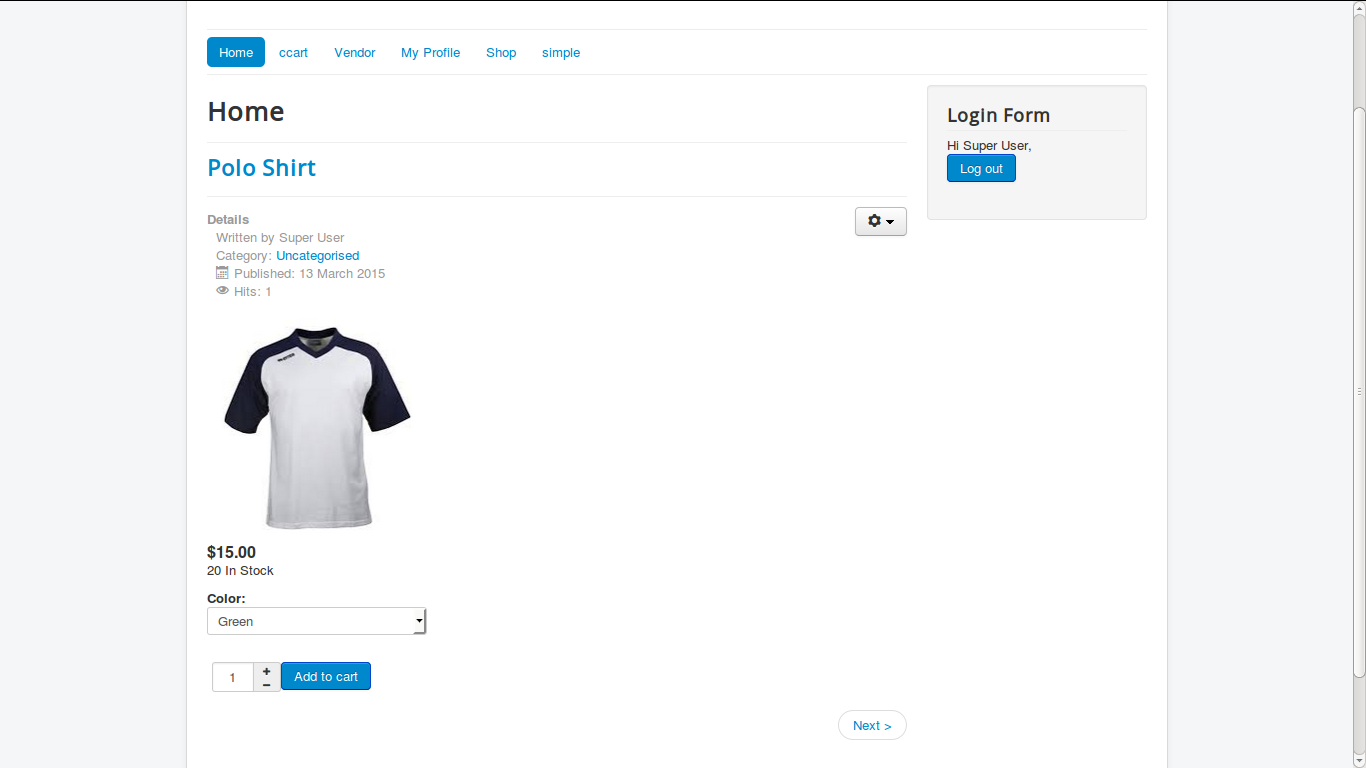 Home ccart Vendor My Profile Shop simple
Home
Polo Shirt
Details
Written by Super User
Category: Uncategorised
Published: 13 March 2015
Hits: 1
$15.00
20 In Stock
Color:
Green
1 + − Add to cart
Next >
Login Form
Hi Super User,
Log out